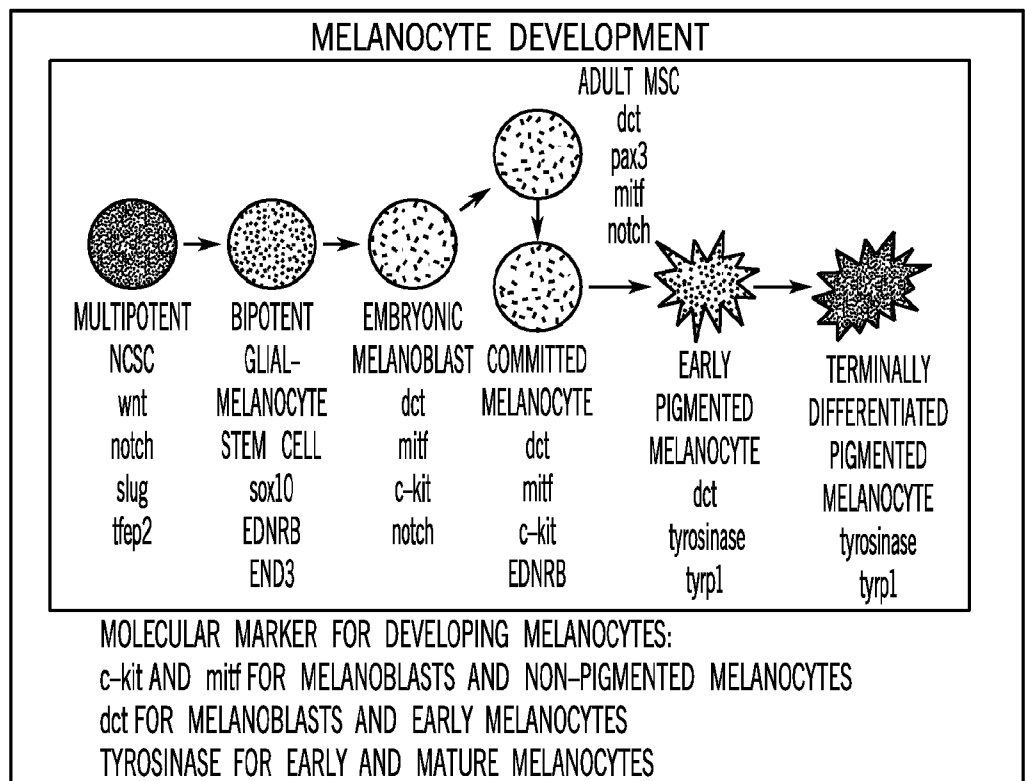 MELANOCYTE DEVELOPMENT
ADULT MSC
dct
pax3
mitf
notch
MULTIPOTENT
NCSC
wnt
notch
slug
tfep2
BIPOTENT
GLIAL–
MELANOCYTE
STEM CELL
sox10
EDNRB
END3
EMBRYONIC
MELANOBLAST
dct
mitf
c–kit
notch
COMMITTED
MELANOCYTE
dct
mitf
c–kit
EDNRB
EARLY
PIGMENTED
MELANOCYTE
dct
tyrosinase
tyrp1
TERMINALLY
DIFFERENTIATED
PIGMENTED
MELANOCYTE
tyrosinase
tyrp1
MOLECULAR MARKER FOR DEVELOPING MELANOCYTES:
c–kit AND mitf FOR MELANOBLASTS AND NON–PIGMENTED MELANOCYTES
dct FOR MELANOBLASTS AND EARLY MELANOCYTES
TYROSINASE FOR EARLY AND MATURE MELANOCYTES